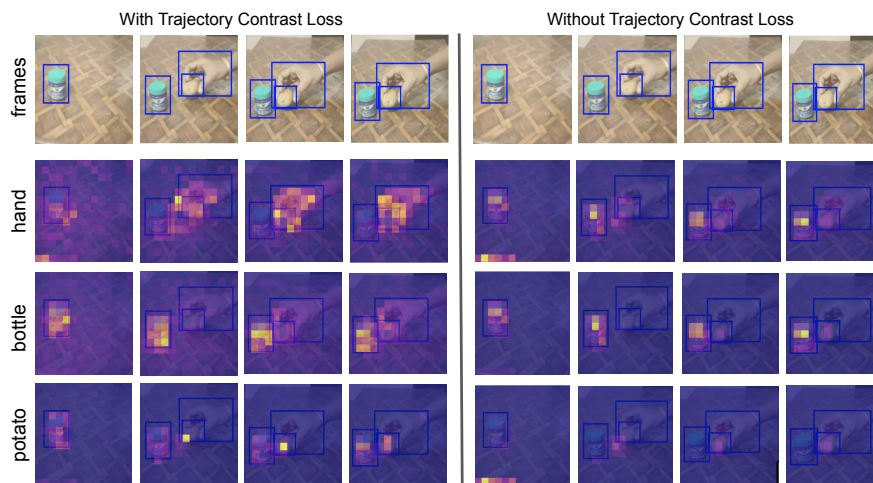 With Trajectory Contrast Loss
Without Trajectory Contrast Loss
frames
hand
bottle
potato